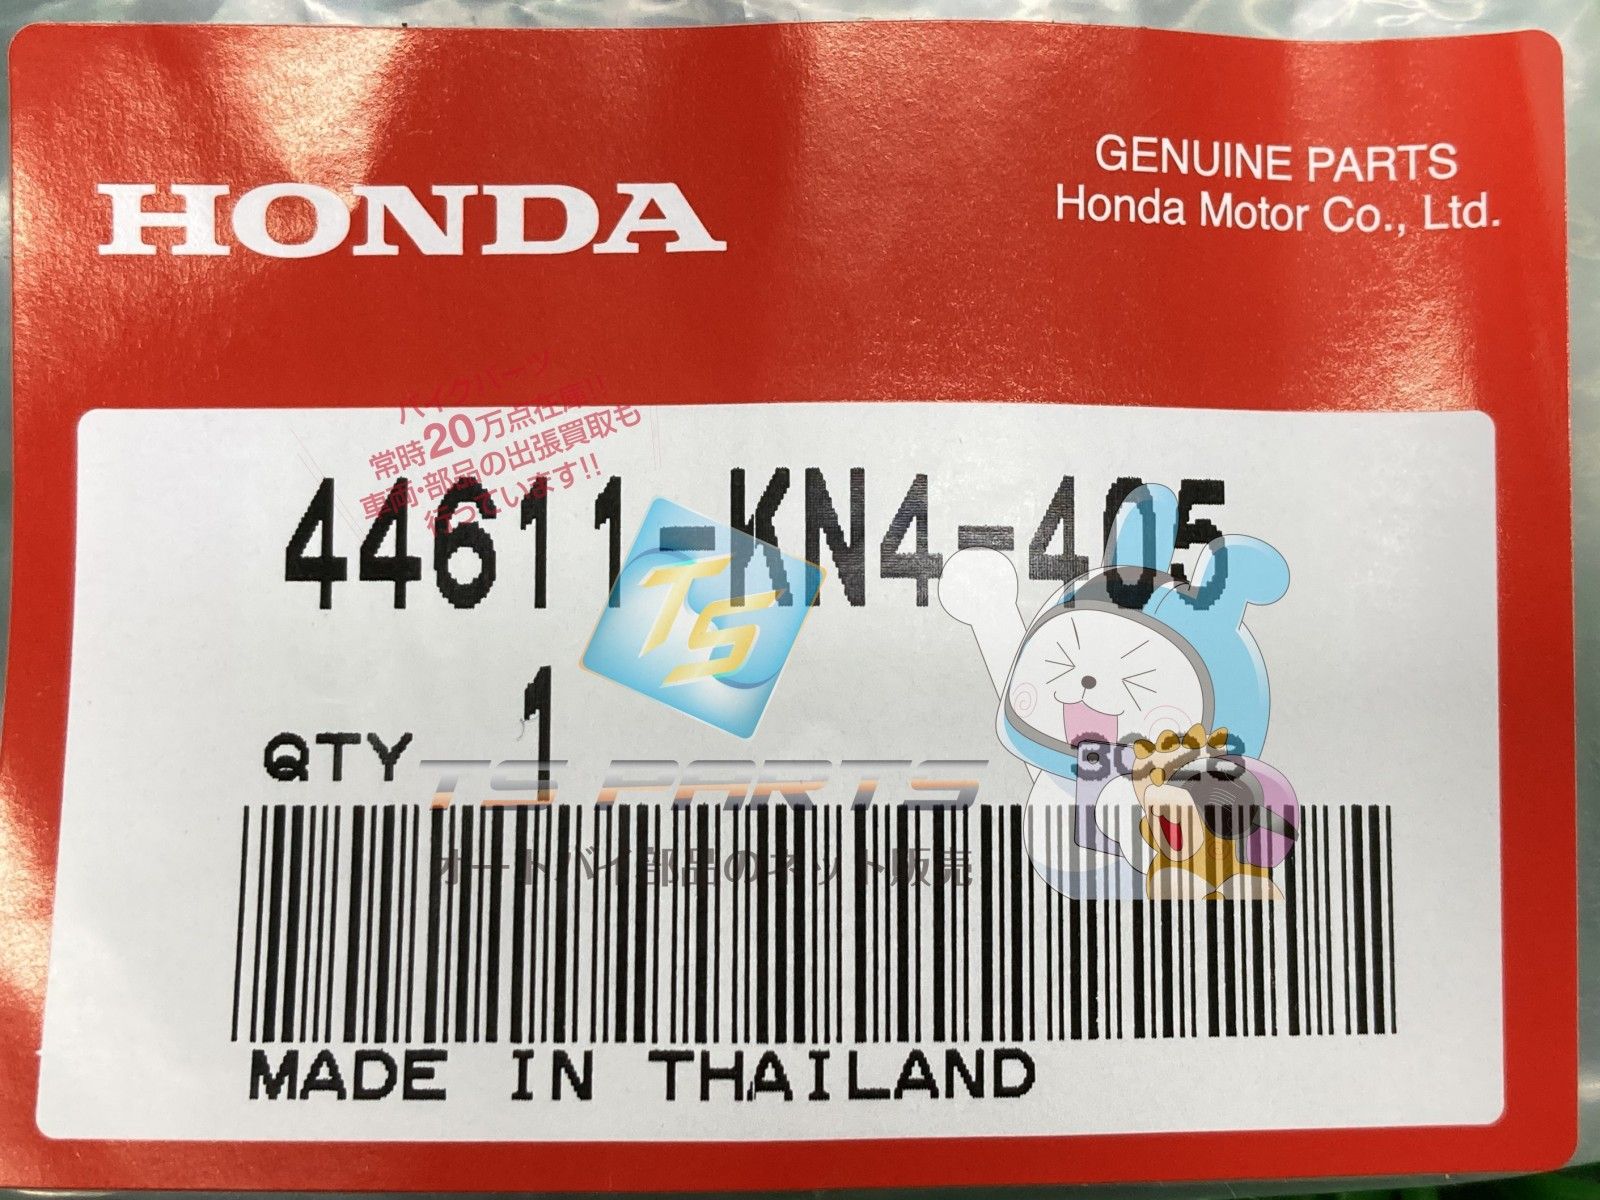 HONDA
GENUINE PARTS
Honda Motor Co., Ltd.
バイクパーツ
常時20万点在庫!!
車両・部品の出張買取も
行っています!!
44611-KN4-405
TS
QTY 1
TS PARTS
オートバイ部品のネット販売
MADE IN THAILAND